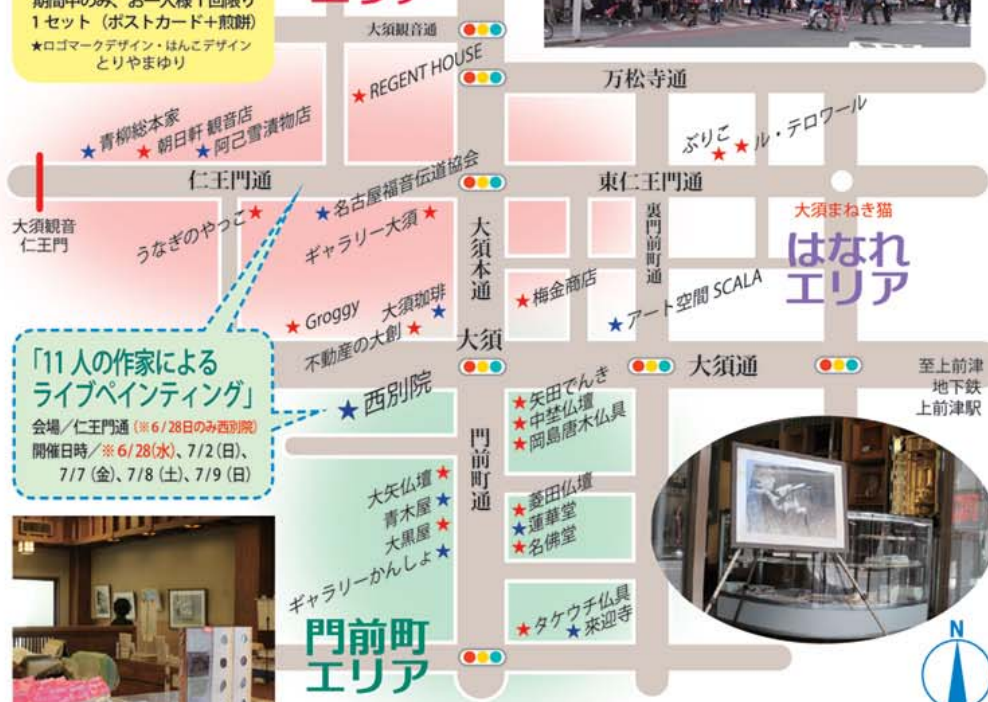 期間中のみ、お一人様1回限り
1セット（ポストカード＋煎餅）
★ロゴマークデザイン・はんこデザイン
とりやまゆり
エリア
大須観音通
★REGENT HOUSE
万松寺通
★青柳総本家
★朝日軒 観音店
★阿己雪漬物店
ぶりこ★
★ル・テロワール
仁王門通
東仁王門通
大須観音
仁王門
うなぎのやっこ★
★名古屋福音伝道協会
ギャラリー大須★
大須本通
裏門前町通
大須まねき猫
はなれ
エリア
★梅金商店
★アート空間 SCALA
★Groggy
大須珈琲★
不動産の大創★
大須
大須通
至上前津
地下鉄
上前津駅
「11人の作家による
ライブペインティング」
会場／仁王門通（※6/28日のみ西別院）
開催日時／※6/28（水）、7/2（日）、
7/7（金）、7/8（土）、7/9（日）
★西別院
★矢田でんき
★中埜仏壇
★岡島唐木仏具
門前町通
大矢仏壇★
青木屋★
大黒屋★
ギャラリーかんしょ★
★菱田仏壇
★蓮華堂
★名佛堂
★タケウチ仏具
★來迎寺
門前町
エリア
N